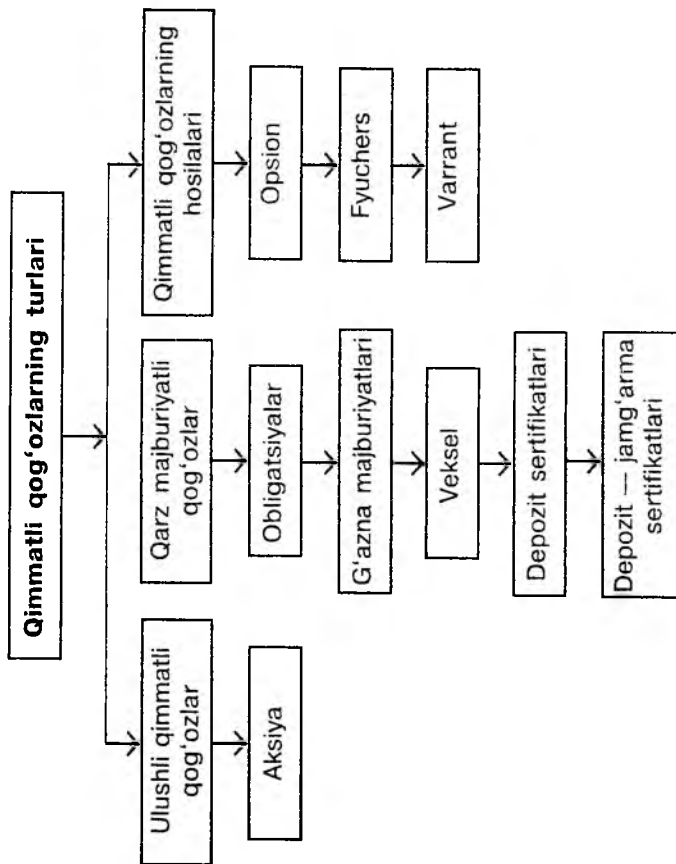 Qimmatli qog‘ozlarning turlari
Ulushli qimmatli
qog‘ozlar
Aksiya
Qarz majburiyatli
qog‘ozlar
Obligatsiyalar
G‘azna majburiyatlari
Veksel
Depozit sertifikatlari
Depozit — jamg‘arma
sertifikatlari
Qimmatli qog‘ozlarning
hosilalari
Opsion
Fyuchers
Varrant